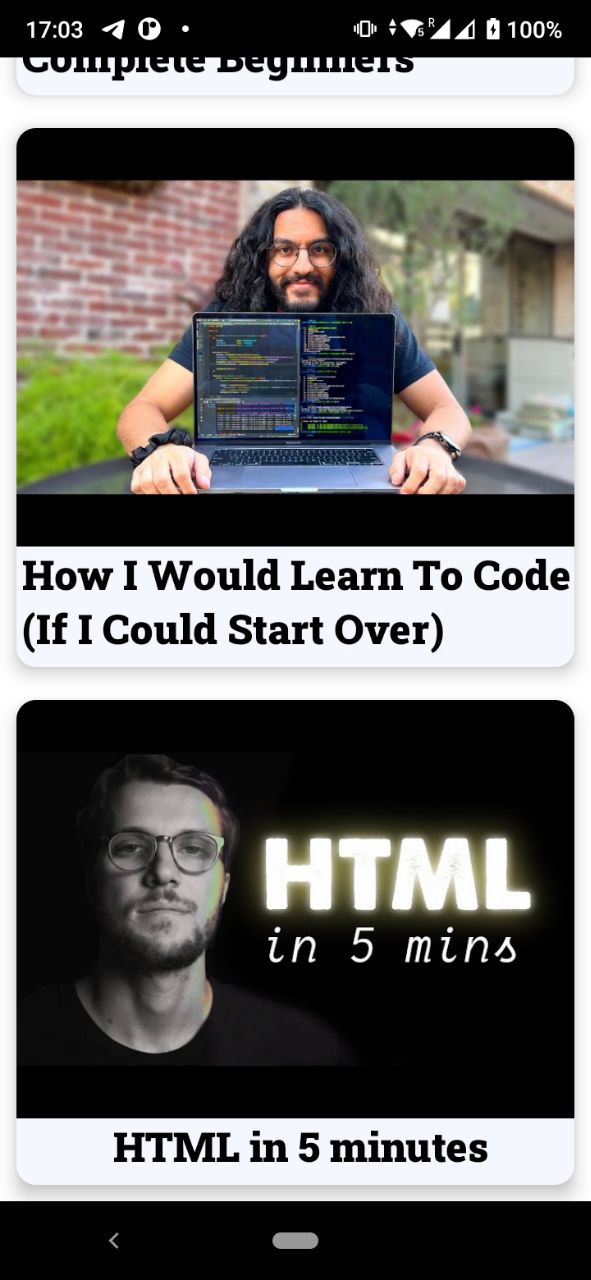 17:03
R
5
100%
Complete Beginners
How I Would Learn To Code
(If I Could Start Over)
HTML
in 5 mins
HTML in 5 minutes